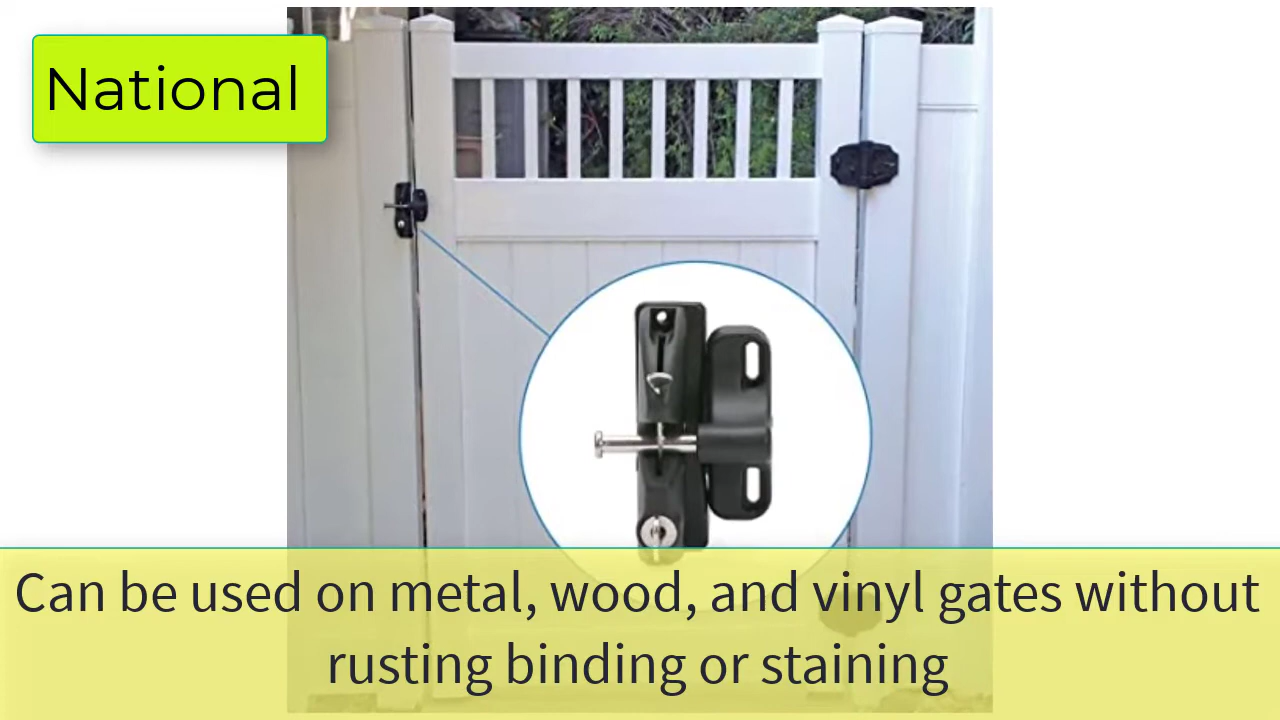 National
Can be used on metal, wood, and vinyl gates without
rusting binding or staining